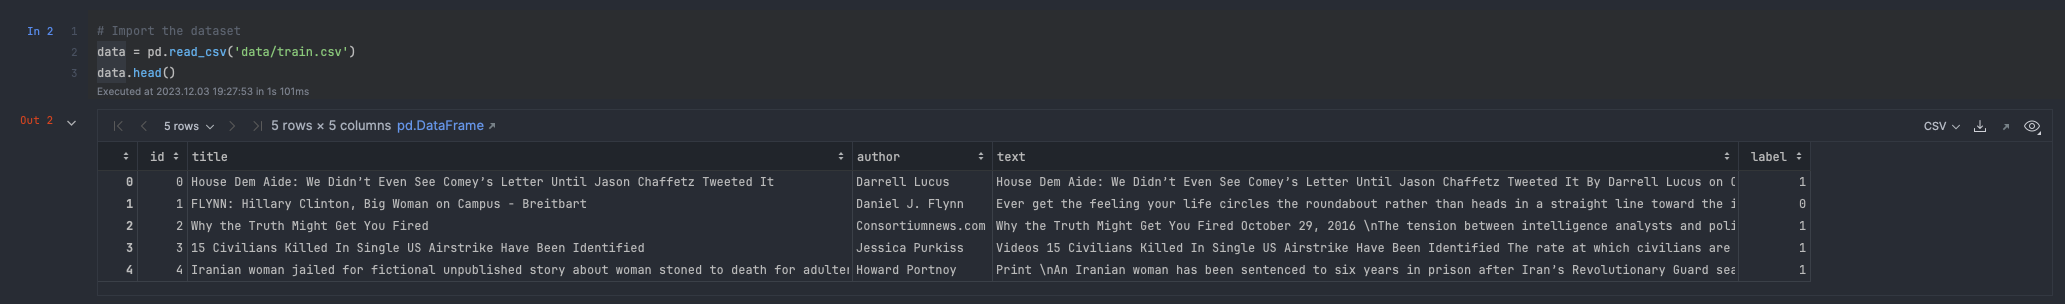 In 2 1 # Import the dataset
2 data = pd.read_csv('data/train.csv')
3 data.head()
Executed at 2023.12.03 19:27:53 in 1s 101ms
Out 2 5 rows 5 rows × 5 columns pd.DataFrame ↗ CSV ↗
id title author text label
0 0 House Dem Aide: We Didn’t Even See Comey’s Letter Until Jason Chaffetz Tweeted It Darrell Lucus House Dem Aide: We Didn’t Even See Comey’s Letter Until Jason Chaffetz Tweeted It By Darrell Lucus on 1
1 1 FLYNN: Hillary Clinton, Big Woman on Campus - Breitbart Daniel J. Flynn Ever get the feeling your life circles the roundabout rather than heads in a straight line toward the 0
2 2 Why the Truth Might Get You Fired Consortiumnews.com Why the Truth Might Get You Fired October 29, 2016 \nThe tension between intelligence analysts and poli 1
3 3 15 Civilians Killed In Single US Airstrike Have Been Identified Jessica Purkiss Videos 15 Civilians Killed In Single US Airstrike Have Been Identified The rate at which civilians are 1
4 4 Iranian woman jailed for fictional unpublished story about woman stoned to death for adulter Howard Portnoy Print \nAn Iranian woman has been sentenced to six years in prison after Iran’s Revolutionary Guard sea 1